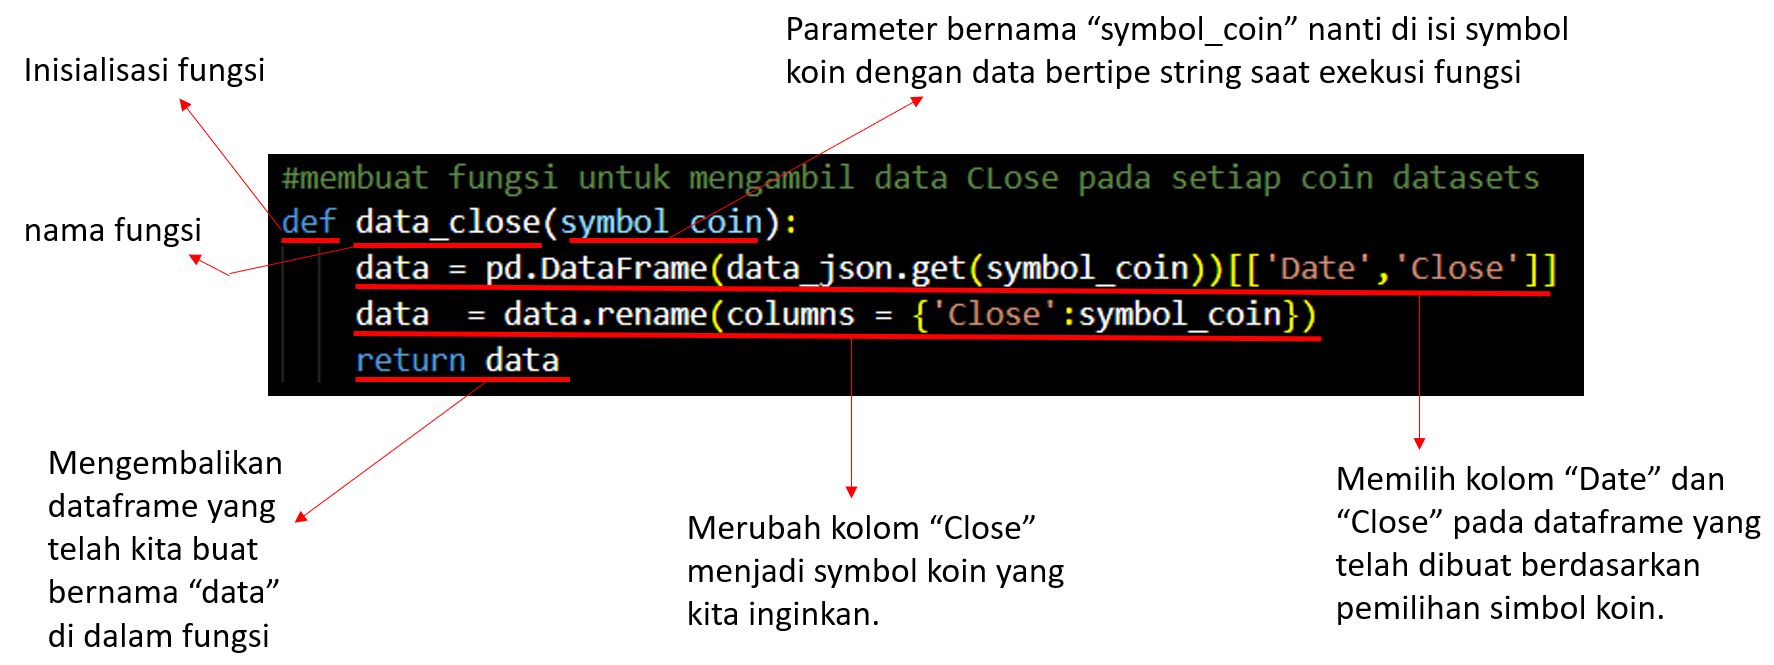 Parameter bernama “symbol_coin” nanti di isi symbol
koin dengan data bertipe string saat exekusi fungsi
Inisialisasi fungsi
nama fungsi
#membuat fungsi untuk mengambil data CLose pada setiap coin datasets
def data_close(symbol_coin):
data = pd.DataFrame(data_json.get(symbol_coin))[['Date','Close']]
data  = data.rename(columns = {'Close':symbol_coin})
return data
Mengembalikan
dataframe yang
telah kita buat
bernama “data”
di dalam fungsi
Merubah kolom “Close”
menjadi symbol koin yang
kita inginkan.
Memilih kolom “Date” dan
“Close” pada dataframe yang
telah dibuat berdasarkan
pemilihan simbol koin.